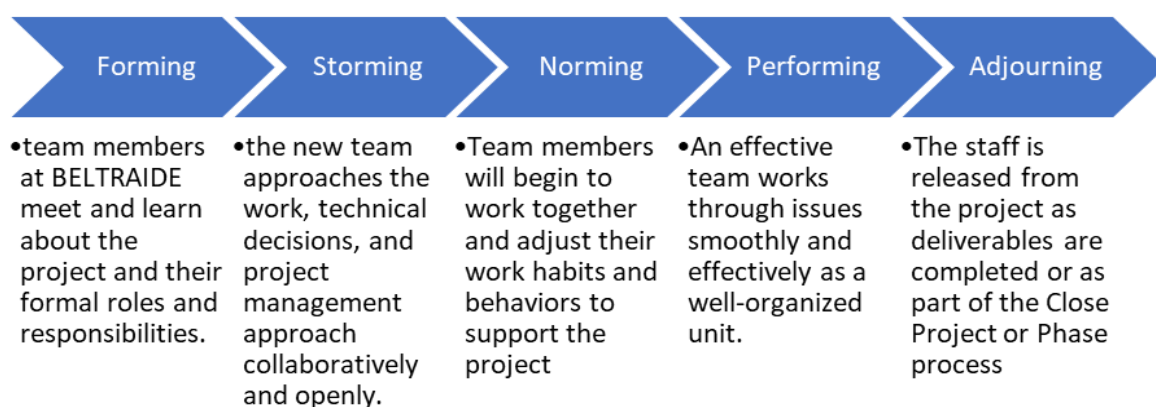 Forming
Storming
Norming
Performing
Adjourning
•team members
at BELTRAIDE
meet and learn
about the
project and their
formal roles and
responsibilities.
•the new team
approaches the
work, technical
decisions, and
project
management
approach
collaboratively
and openly.
•Team members
will begin to
work together
and adjust their
work habits and
behaviors to
support the
project
•An effective
team works
through issues
smoothly and
effectively as a
well-organized
unit.
•The staff is
released from
the project as
deliverables are
completed or as
part of the Close
Project or Phase
process